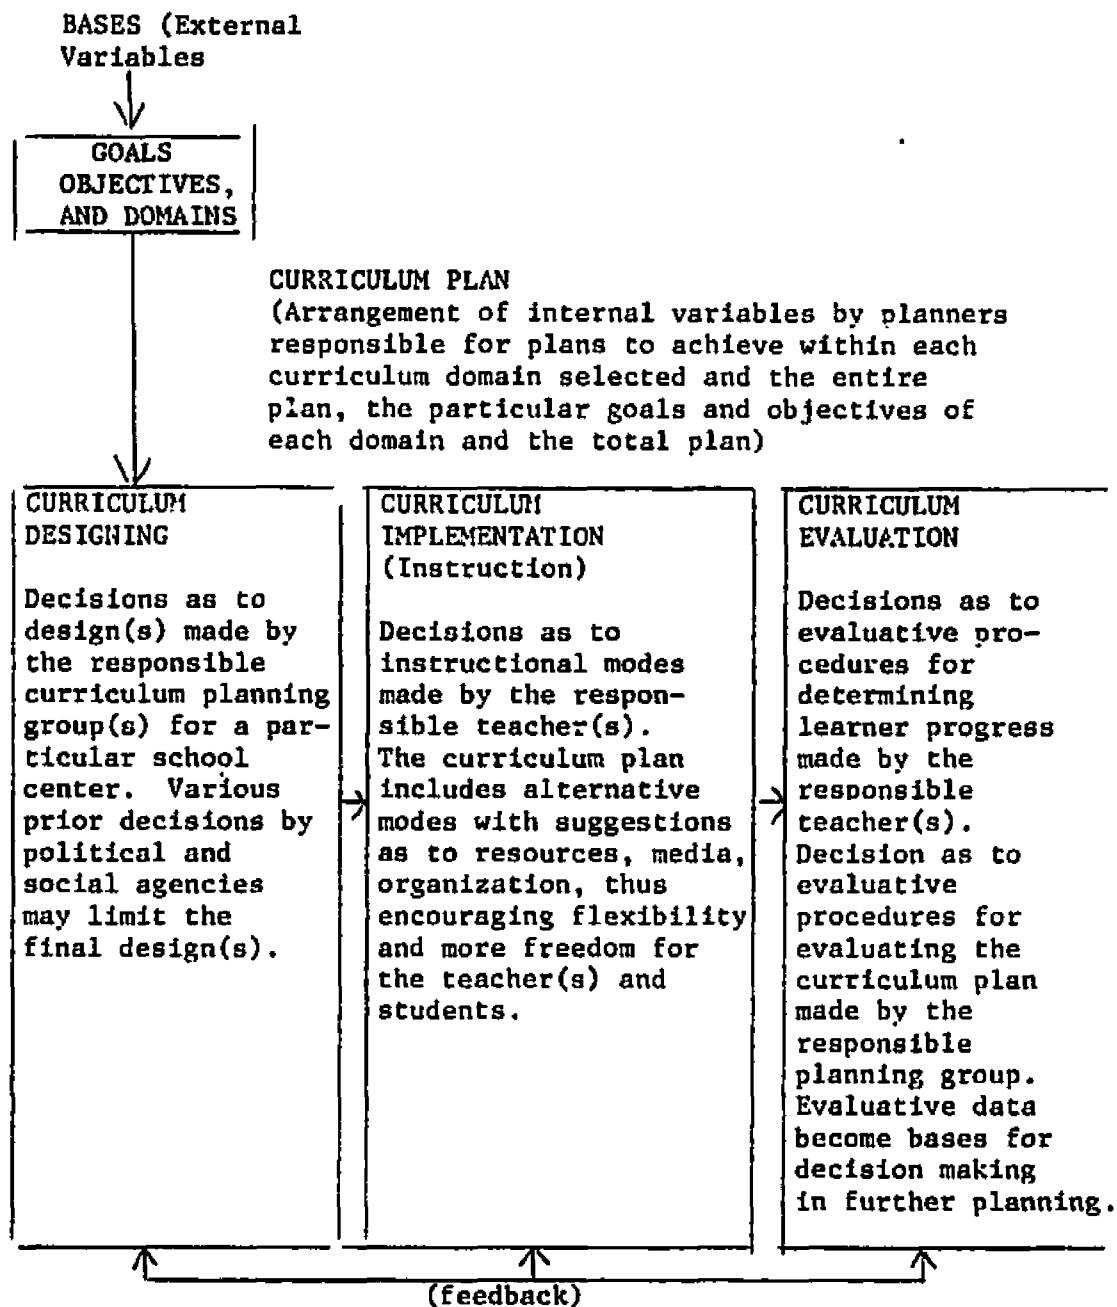 BASES (External
Variables
GOALS
OBJECTIVES,
AND DOMAINS
CURRICULUM PLAN
(Arrangement of internal variables by planners
responsible for plans to achieve within each
curriculum domain selected and the entire
plan, the particular goals and objectives of
each domain and the total plan)
CURRICULUM
DESIGNING
Decisions as to
design(s) made by
the responsible
curriculum planning
group(s) for a par-
ticular school
center. Various
prior decisions by
political and
social agencies
may limit the
final design(s).
CURRICULUM
IMPLEMENTATION
(Instruction)
Decisions as to
instructional modes
made by the respon-
sible teacher(s).
The curriculum plan
includes alternative
modes with suggestions
as to resources, media,
organization, thus
encouraging flexibility
and more freedom for
the teacher(s) and
students.
CURRICULUM
EVALUATION
Decisions as to
evaluative pro-
cedures for
determining
learner progress
made by the
responsible
teacher(s).
Decision as to
evaluative
procedures for
evaluating the
curriculum plan
made by the
responsible
planning group.
Evaluative data
become bases for
decision making
in further planning.
(feedback)